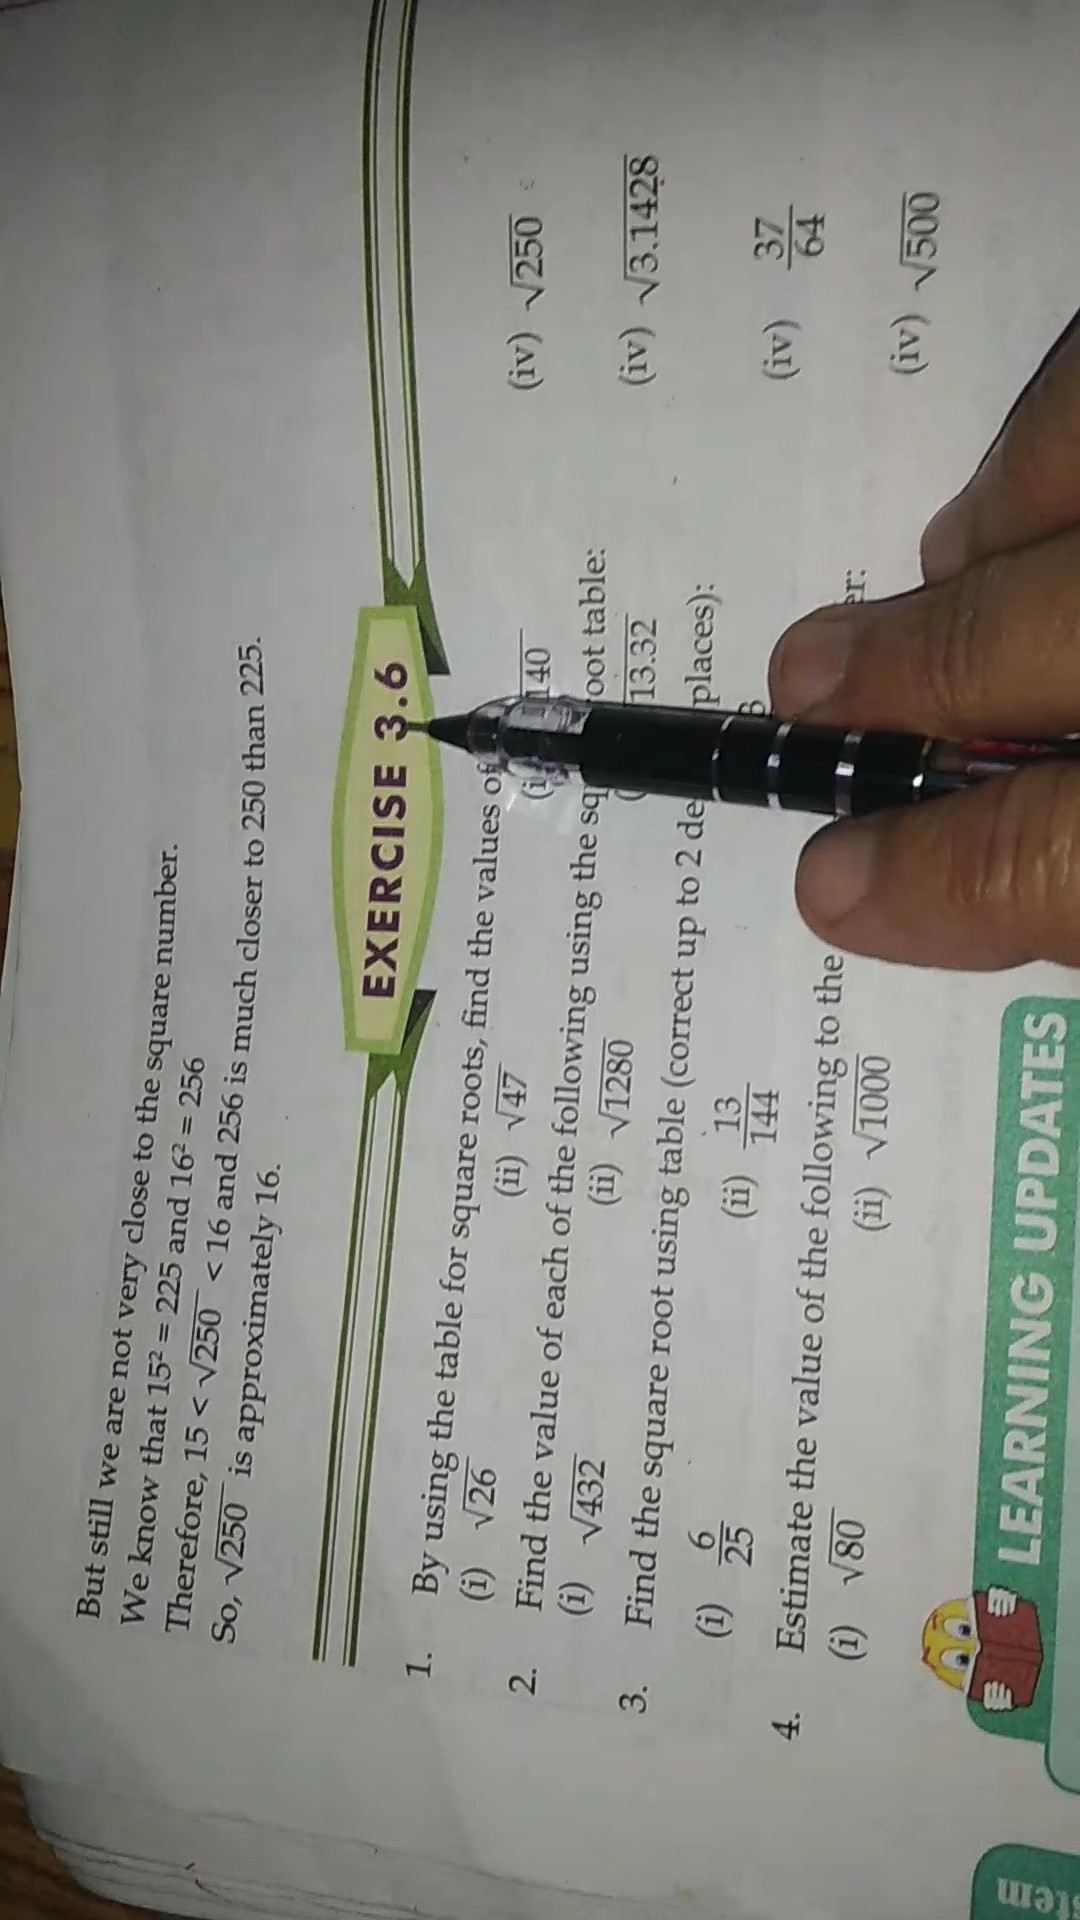 But still we are not very close to the square number.
We know that 15² = 225 and 16² = 256
Therefore, 15 < √250 < 16 and 256 is much closer to 250 than 225.
So, √250 is approximately 16.
EXERCISE 3.6
1. By using the table for square roots, find the values of
(i) √26 (ii) √47 140 (iv) √250
2. Find the value of each of the following using the table:
(i) √432 (ii) √1280 13.32 (iv) √3.1428
3. Find the square root using table (correct up to 2 places):
(i) 6/25 (ii) 13/144 (iv) 37/64
4. Estimate the value of the following to the
(i) √80 (ii) √1000 (iv) √500
LEARNING UPDATES